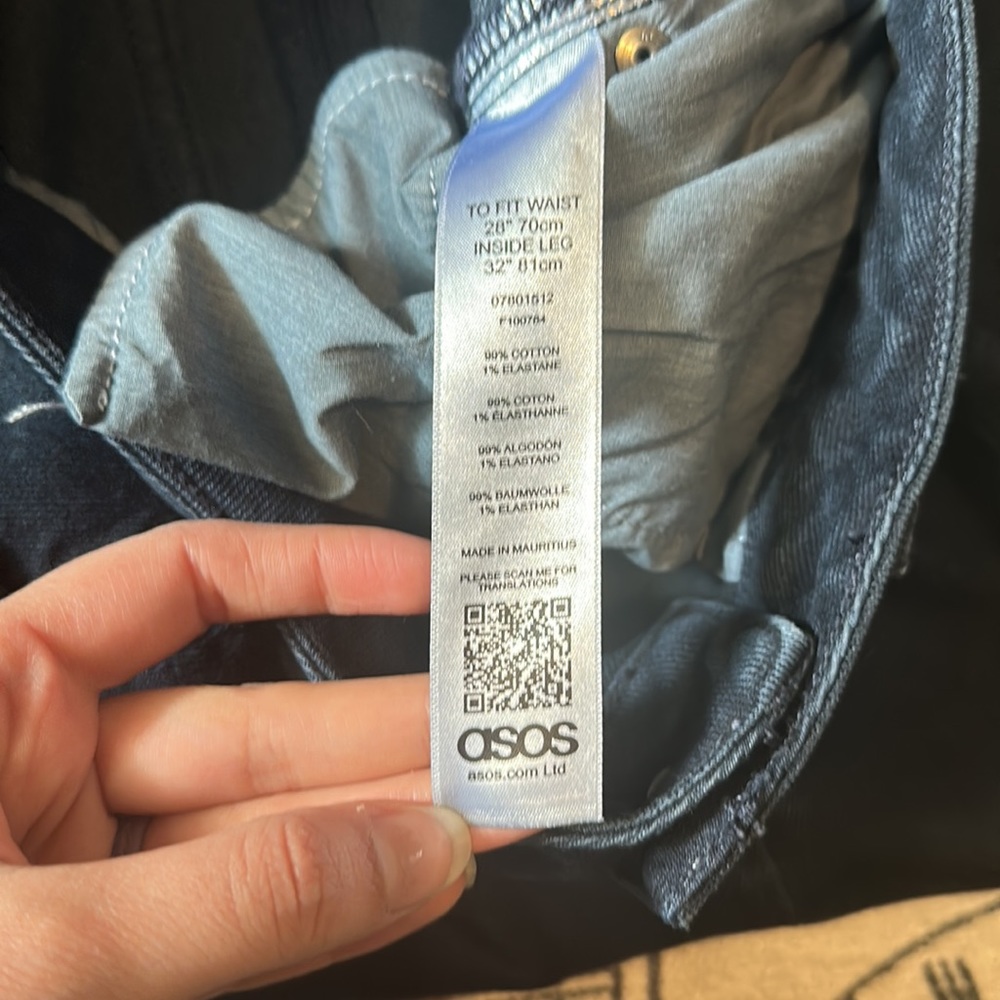 TO FIT WAIST
28" 70cm
INSIDE LEG
32" 81cm
07801512
F100784
99% COTTON
1% ELASTANE
99% COTON
1% ÉLASTHANNE
99% ALGODÓN
1% ELASTANO
99% BAUMWOLLE
1% ELASTHAN
MADE IN MAURITIUS
PLEASE SCAN ME FOR
TRANSLATIONS
asos
asos.com Ltd